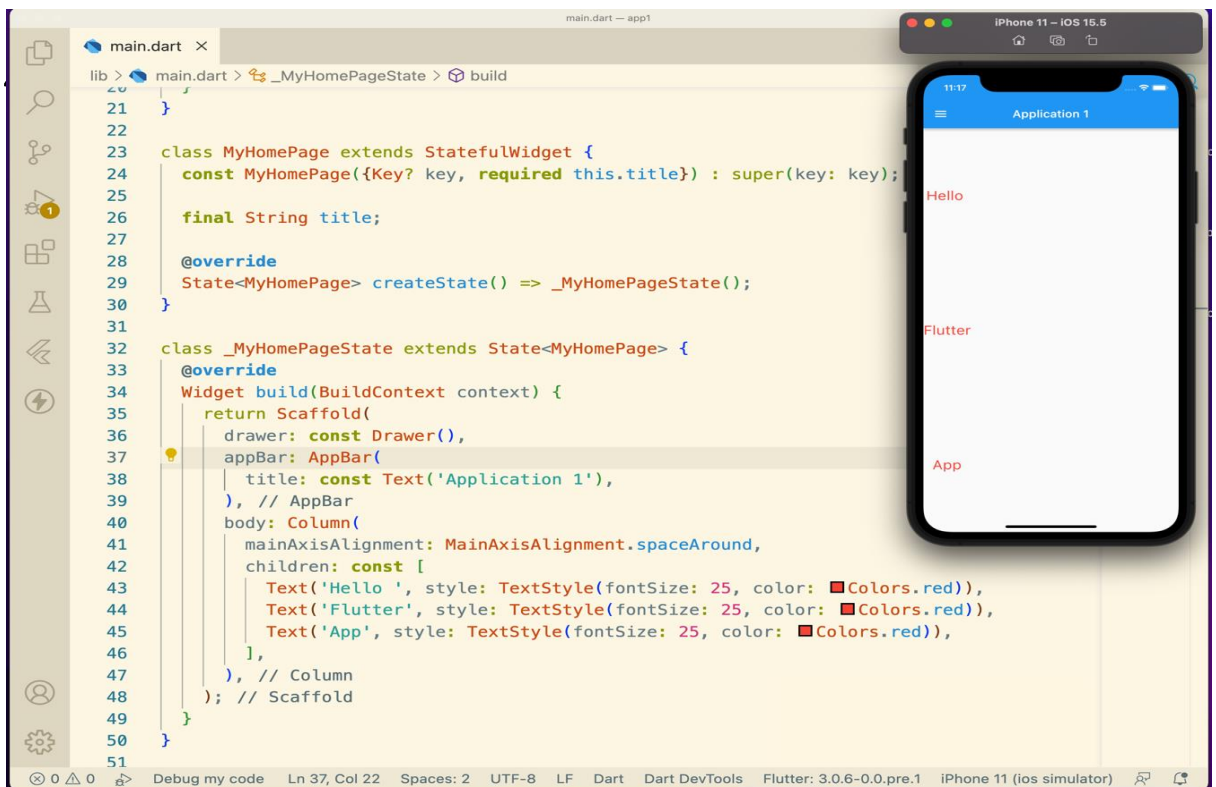 main.dart — app1
main.dart
lib > main.dart > _MyHomePageState > build
20 }
21 }
22
23 class MyHomePage extends StatefulWidget {
24 const MyHomePage({Key? key, required this.title}) : super(key: key);
25
26 final String title;
27
28 @override
29 State<MyHomePage> createState() => _MyHomePageState();
30 }
31
32 class _MyHomePageState extends State<MyHomePage> {
33 @override
34 Widget build(BuildContext context) {
35 return Scaffold(
36 drawer: const Drawer(),
37 appBar: AppBar(
38 title: const Text('Application 1'),
39 ), // AppBar
40 body: Column(
41 mainAxisAlignment: MainAxisAlignment.spaceAround,
42 children: const [
43 Text('Hello ', style: TextStyle(fontSize: 25, color: Colors.red)),
44 Text('Flutter', style: TextStyle(fontSize: 25, color: Colors.red)),
45 Text('App', style: TextStyle(fontSize: 25, color: Colors.red)),
46 ],
47 ), // Column
48 ); // Scaffold
49 }
50 }
51
1
iPhone 11 – iOS 15.5
11:17
Application 1
Hello
Flutter
App
0 0 Debug my code Ln 37, Col 22 Spaces: 2 UTF-8 LF Dart Dart DevTools Flutter: 3.0.6-0.0.pre.1 iPhone 11 (ios simulator)